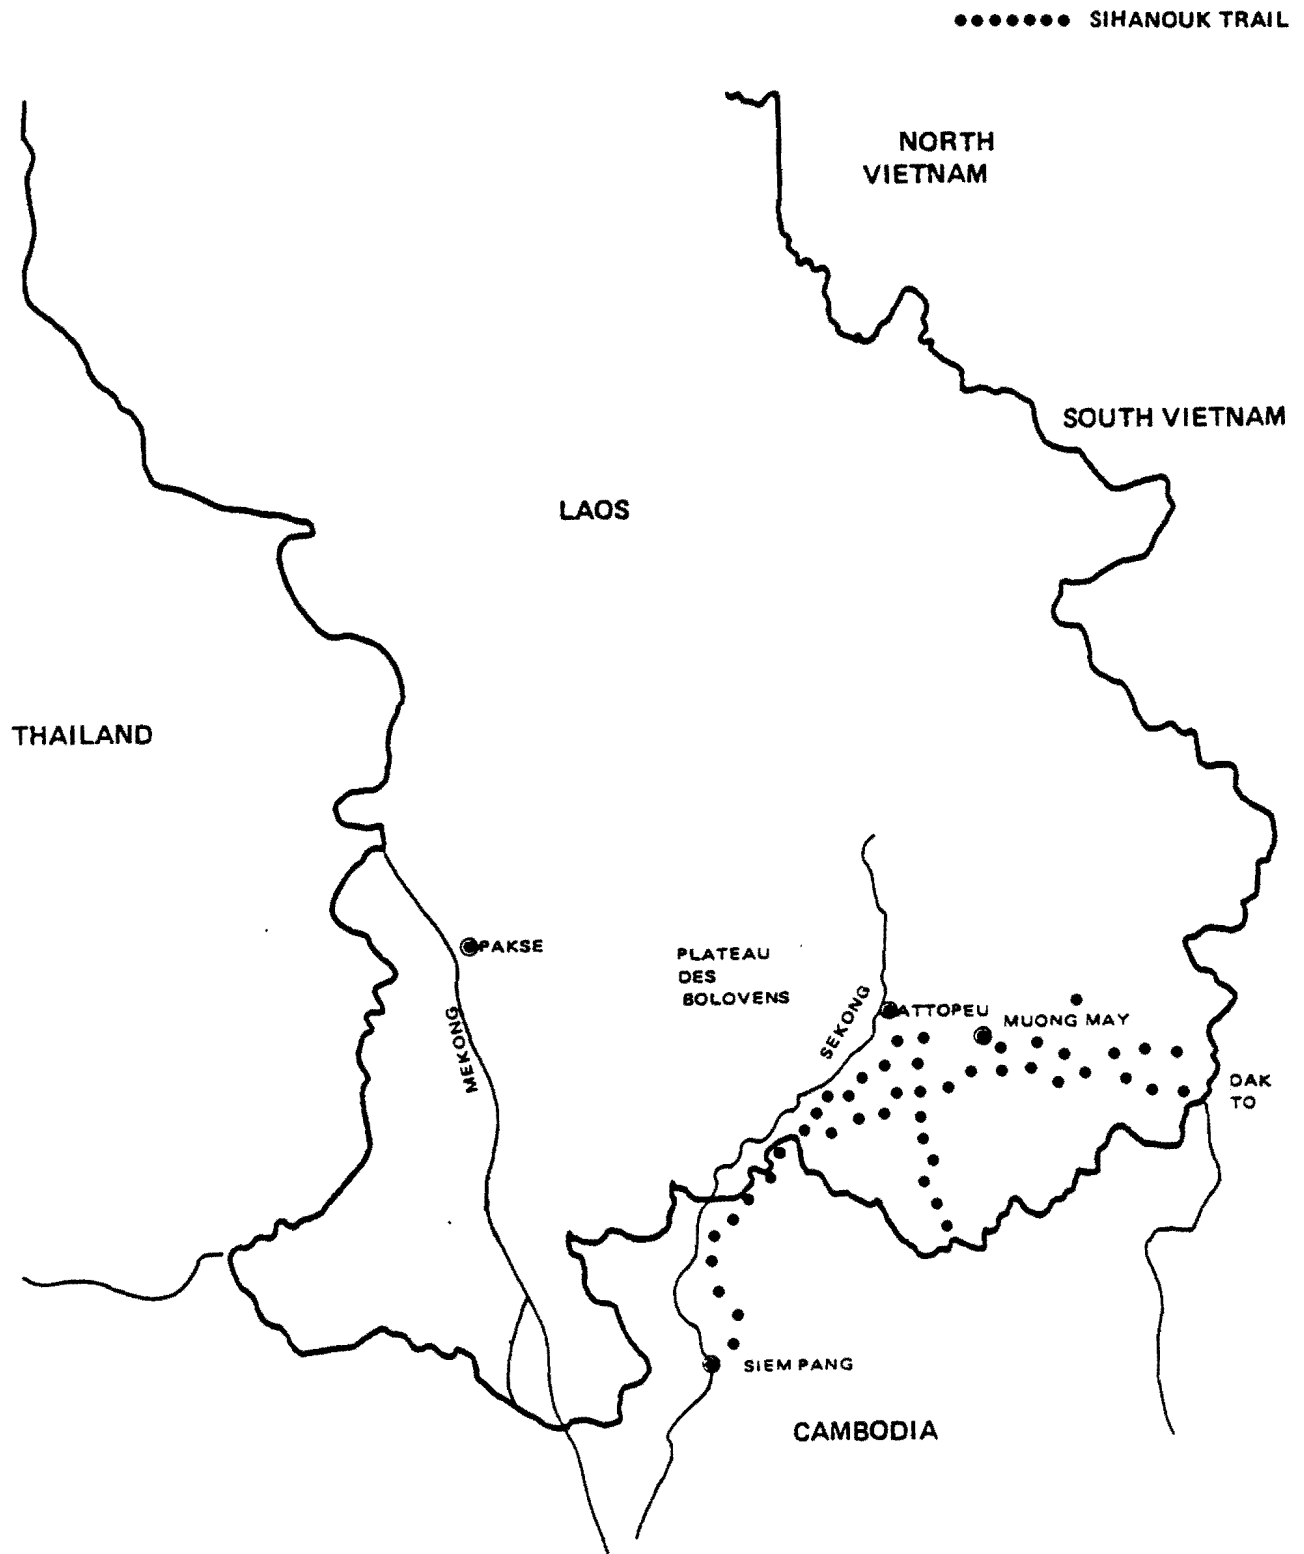 SIHANOUK TRAIL
NORTH
VIETNAM
SOUTH VIETNAM
LAOS
THAILAND
PAKSE
PLATEAU
DES
BOLOVENS
MEKONG
SEKONG
ATTOPEU
MUONG MAY
DAK
TO
SIEM PANG
CAMBODIA